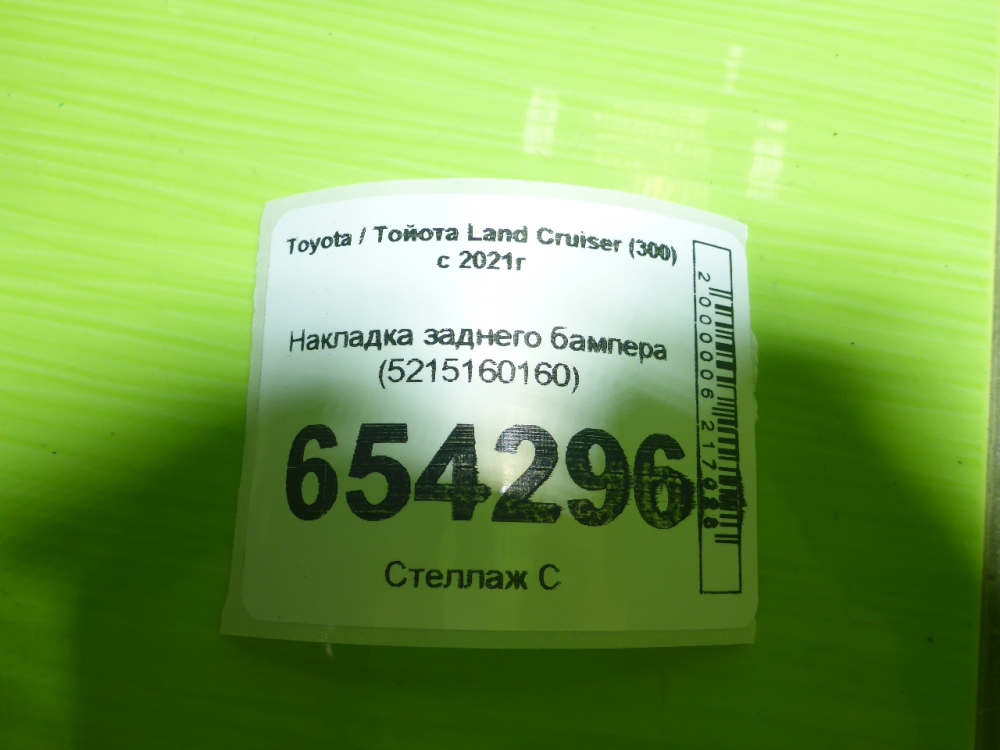 Toyota / Тойота Land Cruiser (300)
с 2021г
Накладка заднего бампера
(5215160160)
654296
Стеллаж С